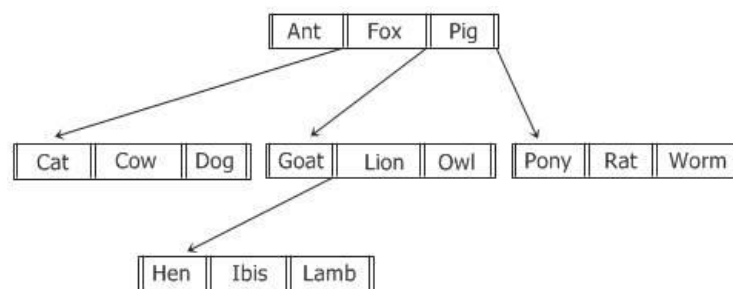 Ant Fox Pig
Cat Cow Dog Goat Lion Owl Pony Rat Worm
Hen Ibis Lamb